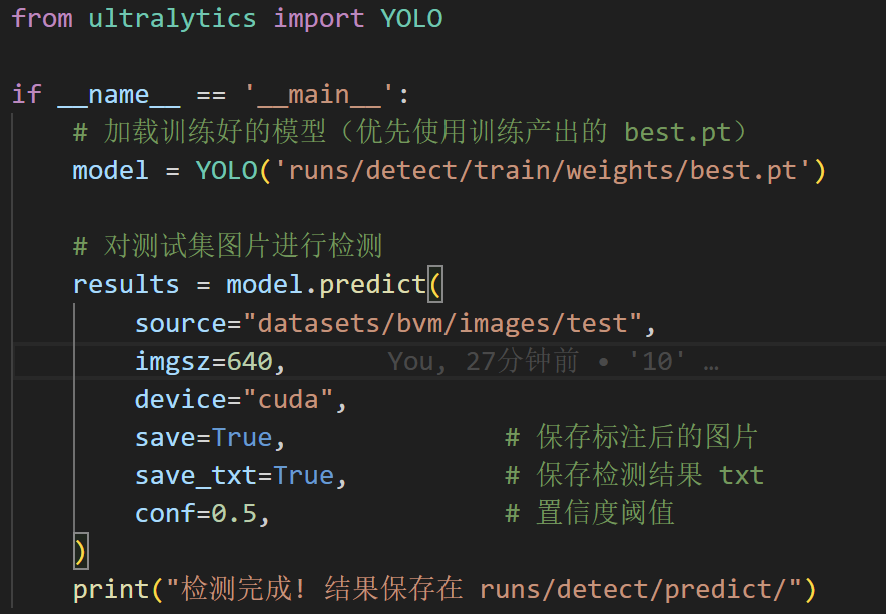 from ultralytics import YOLO
if __name__ == '__main__':
# 加载训练好的模型（优先使用训练产出的 best.pt）
model = YOLO('runs/detect/train/weights/best.pt')
# 对测试集图片进行检测
results = model.predict(
source="datasets/bvm/images/test",
imgsz=640, You, 27分钟前 • '10' …
device="cuda",
save=True, # 保存标注后的图片
save_txt=True, # 保存检测结果 txt
conf=0.5, # 置信度阈值
)
print("检测完成! 结果保存在 runs/detect/predict/")